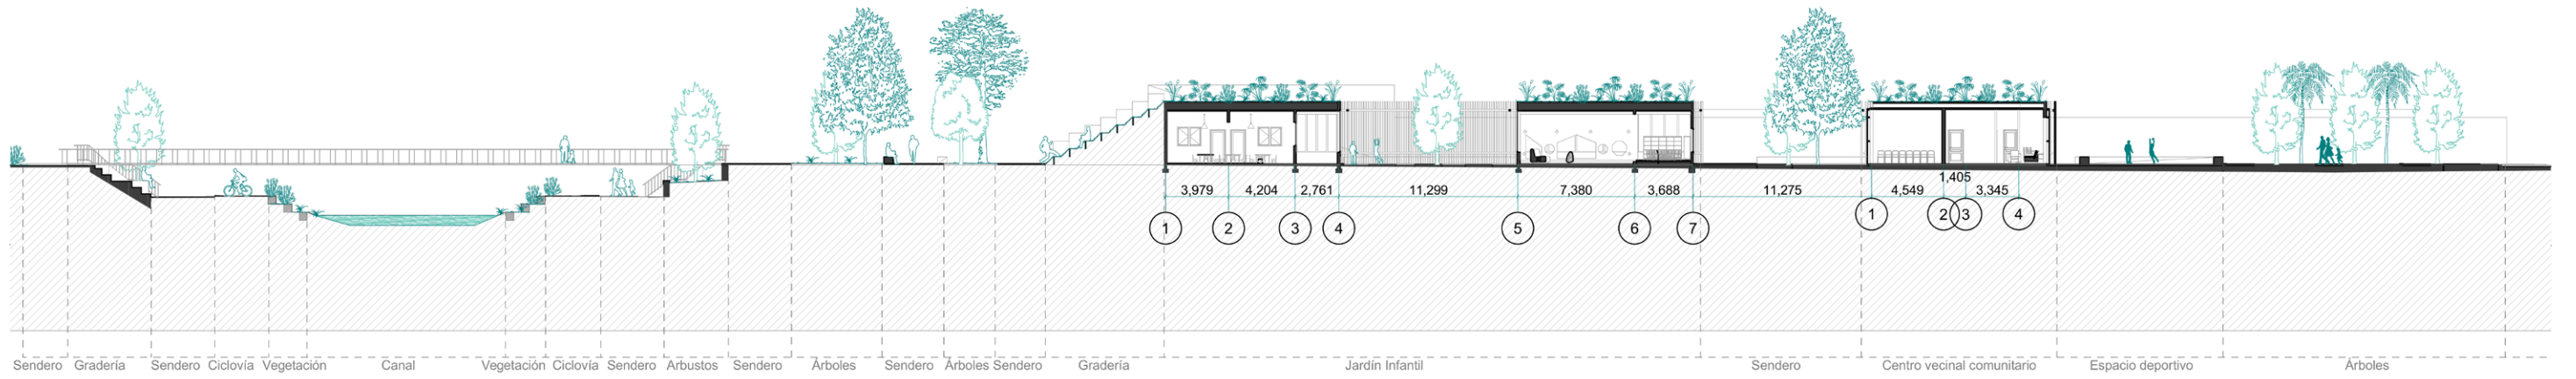 1,405
3,979 4,204 2,761 11,299 7,380 3,688 11,275 4,549 3,345
1 2 3 4 5 6 7 1 2 3 4
Sendero Gradería Sendero Ciclovía Vegetación Canal Vegetación Ciclovía Sendero Arbustos Sendero Árboles Sendero Árboles Sendero Gradería Jardín Infantil Sendero Centro vecinal comunitario Espacio deportivo Árboles